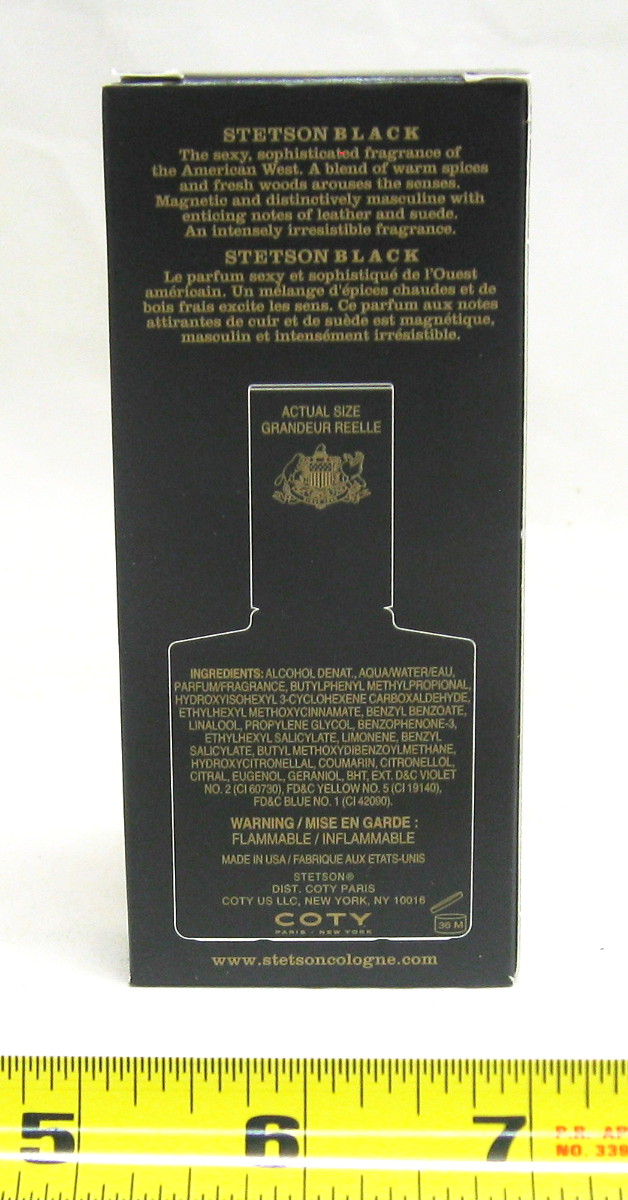 STETSON BLACK
The sexy, sophisticated fragrance of
the American West. A blend of warm spices
and fresh woods arouses the senses.
Magnetic and distinctively masculine with
enticing notes of leather and suede.
An intensely irresistible fragrance.
STETSON BLACK
Le parfum sexy et sophistiqué de l'Ouest
américain. Un mélange d'épices chaudes et de
bois frais excite les sens. Ce parfum aux notes
attirantes de cuir et de suède est magnétique,
masculin et intensément irrésistible.
ACTUAL SIZE
GRANDEUR REELLE
INGREDIENTS: ALCOHOL DENAT., AQUA/WATER/EAU,
PARFUM/FRAGRANCE, BUTYLPHENYL METHYLPROPIONAL,
HYDROXYISOHEXYL 3-CYCLOHEXENE CARBOXALDEHYDE,
ETHYLHEXYL METHOXYCINNAMATE, BENZYL BENZOATE,
LINALOOL, PROPYLENE GLYCOL, BENZOPHENONE-3,
ETHYLHEXYL SALICYLATE, LIMONENE, BENZYL
SALICYLATE, BUTYL METHOXYDIBENZOYLMETHANE,
HYDROXYCITRONELLAL, COUMARIN, CITRONELLOL,
CITRAL, EUGENOL, GERANIOL, BHT, EXT. D&C VIOLET
NO. 2 (CI 60730), FD&C YELLOW NO. 5 (CI 19140),
FD&C BLUE NO. 1 (CI 42090).
WARNING / MISE EN GARDE :
FLAMMABLE / INFLAMMABLE
MADE IN USA / FABRIQUE AUX ETATS-UNIS
STETSON®
DIST. COTY PARIS
COTY US LLC, NEW YORK, NY 10016
COTY
PARIS - NEW YORK
36 M
www.stetsoncologne.com
5 6 7
P.R. AP
NO. 339